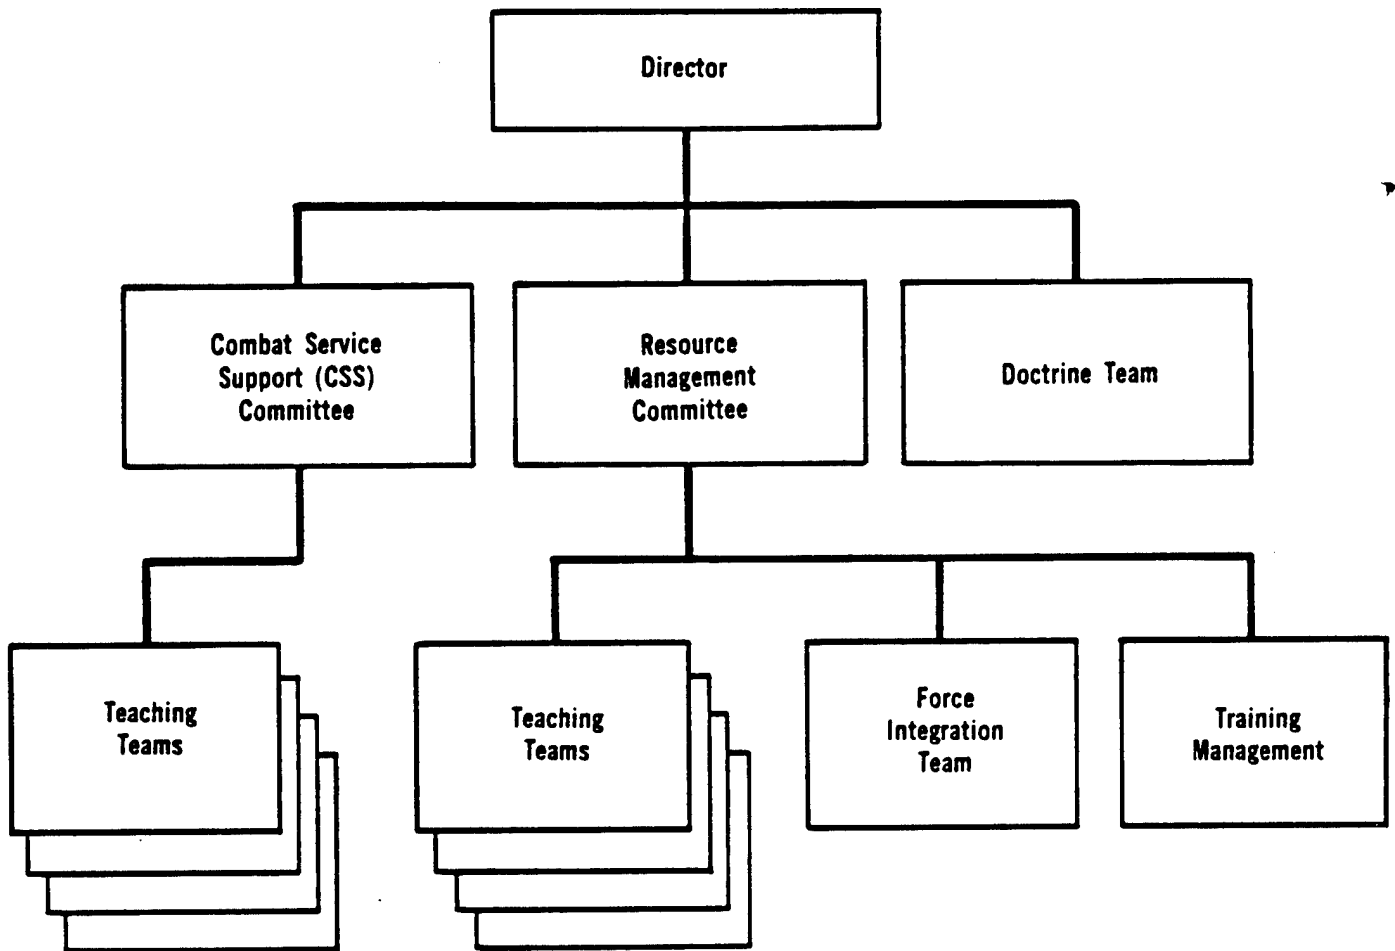 Director
Combat Service
Support (CSS)
Committee
Resource
Management
Committee
Doctrine Team
Teaching
Teams
Teaching
Teams
Force
Integration
Team
Training
Management